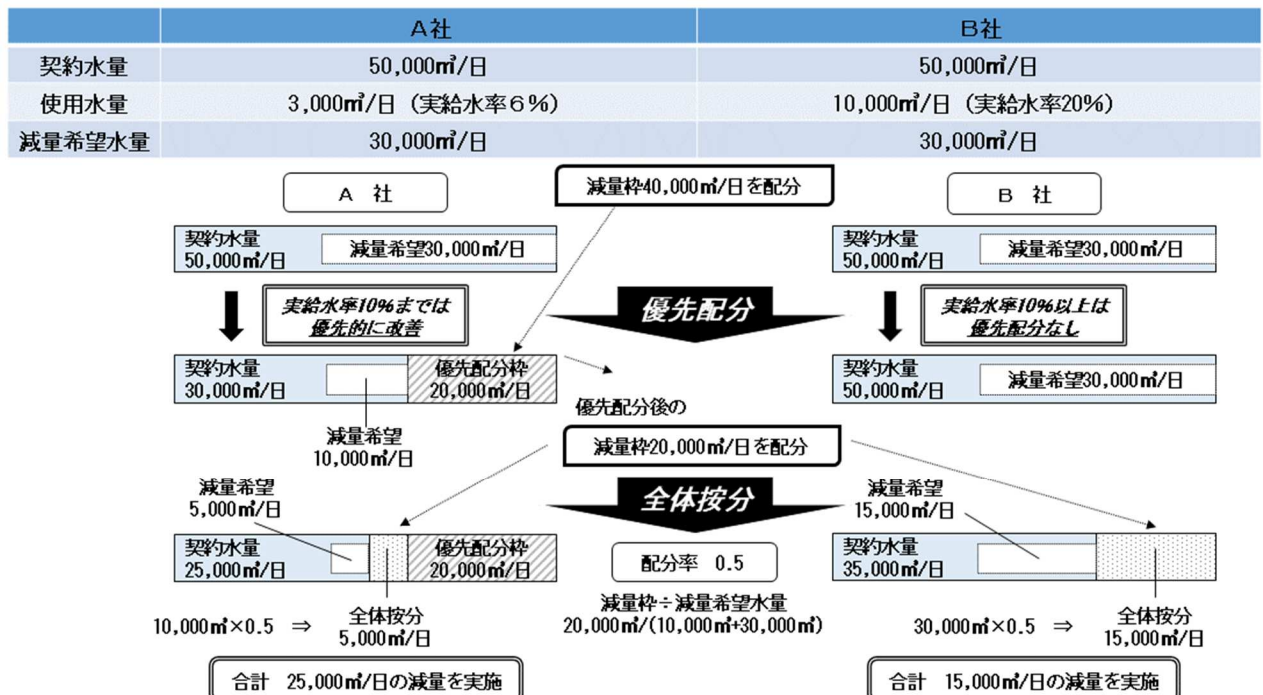 A社 B社
契約水量 50,000㎥/日 50,000㎥/日
使用水量 3,000㎥/日（実給水率６％） 10,000㎥/日（実給水率20%）
減量希望水量 30,000㎥/日 30,000㎥/日
A 社
減量枠40,000㎥/日を配分
B 社
契約水量
50,000㎥/日
減量希望30,000㎥/日
契約水量
50,000㎥/日
減量希望30,000㎥/日
実給水率10%までは
優先的に改善
優先配分
実給水率10%以上は
優先配分なし
契約水量
30,000㎥/日
優先配分枠
20,000㎥/日
契約水量
50,000㎥/日
減量希望30,000㎥/日
減量希望
10,000㎥/日
優先配分後の
減量枠20,000㎥/日を配分
減量希望
5,000㎥/日
全体按分
減量希望
15,000㎥/日
契約水量
25,000㎥/日
優先配分枠
20,000㎥/日
配分率 0.5
契約水量
35,000㎥/日
減量枠÷減量希望水量
20,000㎥/(10,000㎥+30,000㎥)
10,000㎥×0.5 ⇒
全体按分
5,000㎥/日
30,000㎥×0.5 ⇒
全体按分
15,000㎥/日
合計 25,000㎥/日の減量を実施
合計 15,000㎥/日の減量を実施